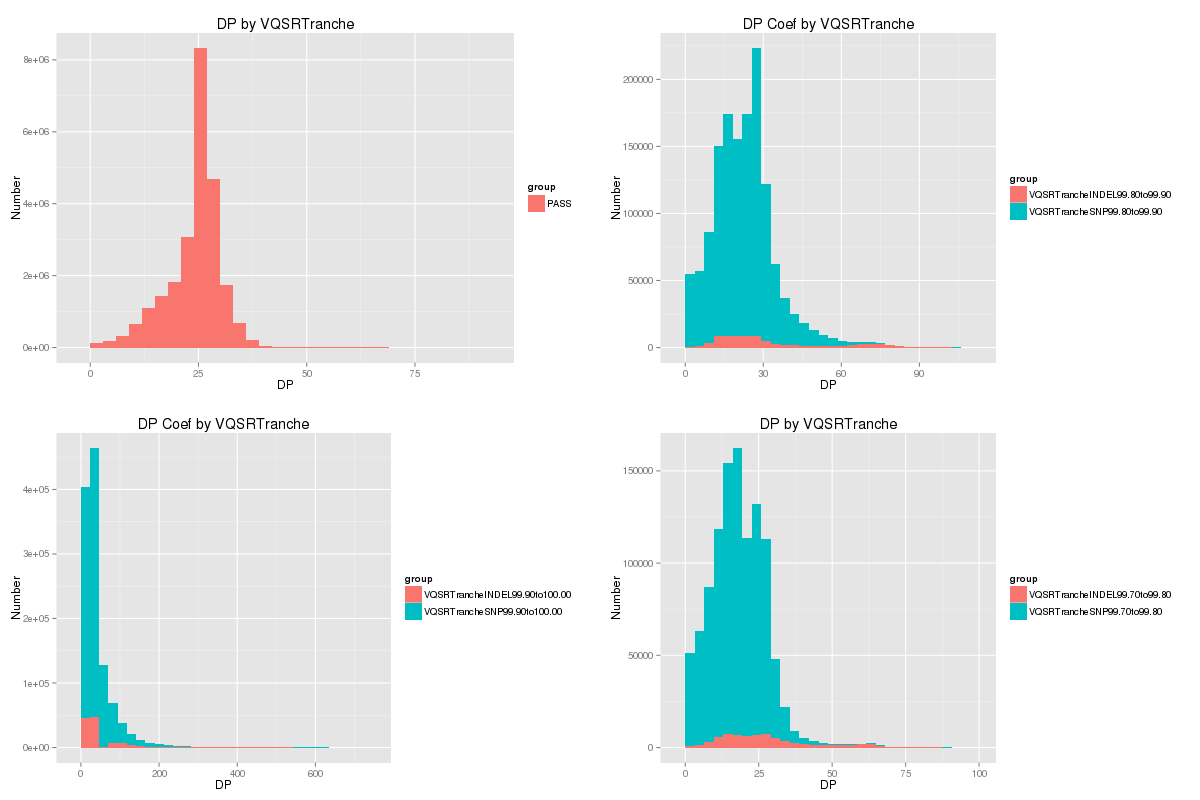 DP by VQSRTranche
Number
8e+06
6e+06
4e+06
2e+06
0e+00
0 25 50 75
DP
group
PASS
DP Coef by VQSRTranche
Number
200000
150000
100000
50000
0
0 30 60 90
DP
group
VQSRTrancheINDEL99.80to99.90
VQSRTrancheSNP99.80to99.90
DP Coef by VQSRTranche
Number
4e+05
3e+05
2e+05
1e+05
0e+00
0 200 400 600
DP
group
VQSRTrancheINDEL99.90to100.00
VQSRTrancheSNP99.90to100.00
DP by VQSRTranche
Number
150000
100000
50000
0
0 25 50 75 100
DP
group
VQSRTrancheINDEL99.70to99.80
VQSRTrancheSNP99.70to99.80